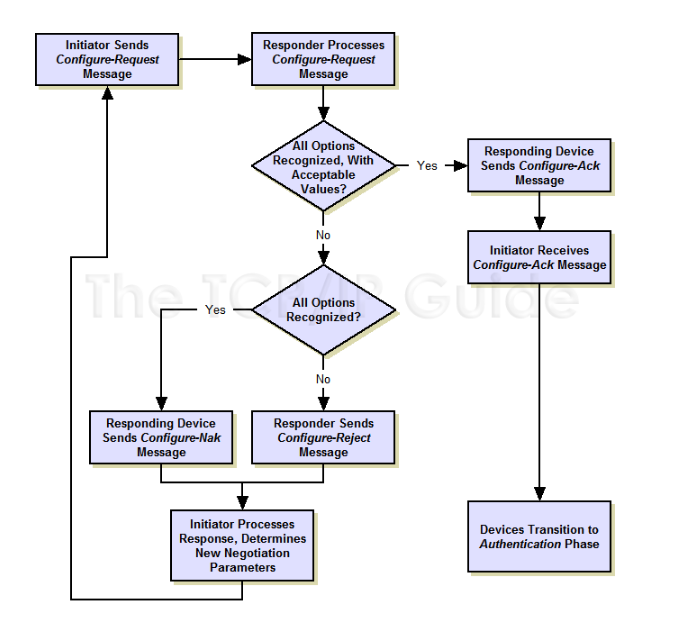 Initiator Sends
Configure-Request
Message
Responder Processes
Configure-Request
Message
All Options
Recognized, With
Acceptable
Values?
Yes
Responding Device
Sends Configure-Ack
Message
No
Initiator Receives
Configure-Ack Message
The TCP/IP Guide
All Options
Recognized?
Yes
No
Responding Device
Sends Configure-Nak
Message
Responder Sends
Configure-Reject
Message
Initiator Processes
Response, Determines
New Negotiation
Parameters
Devices Transition to
Authentication Phase